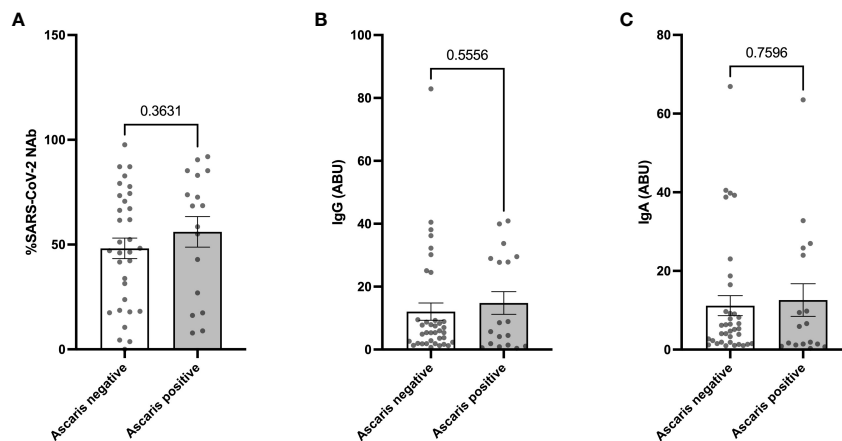 A
B
C
150
100
50
0
%SARS-CoV-2 NAb
0.3631
Ascaris negative
Ascaris positive
100
80
60
40
20
0
IgG (ABU)
0.5556
Ascaris negative
Ascaris positive
80
60
40
20
0
IgA (ABU)
0.7596
Ascaris negative
Ascaris positive